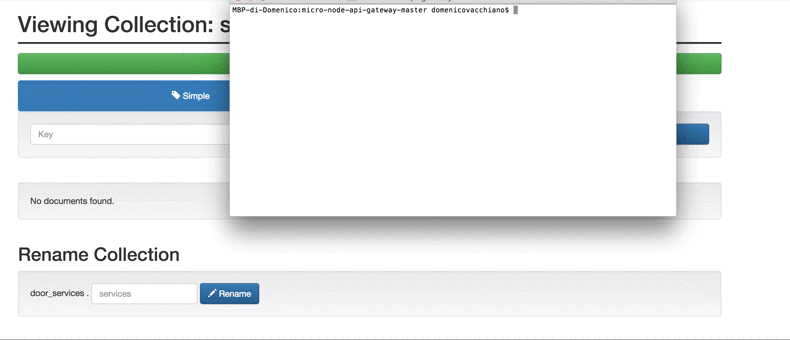 Viewing Collection: s
MBP-di-Domenico:micro-node-api-gateway-master domenicovacchiano$
Simple
Key
No documents found.
Rename Collection
door_services . services Rename